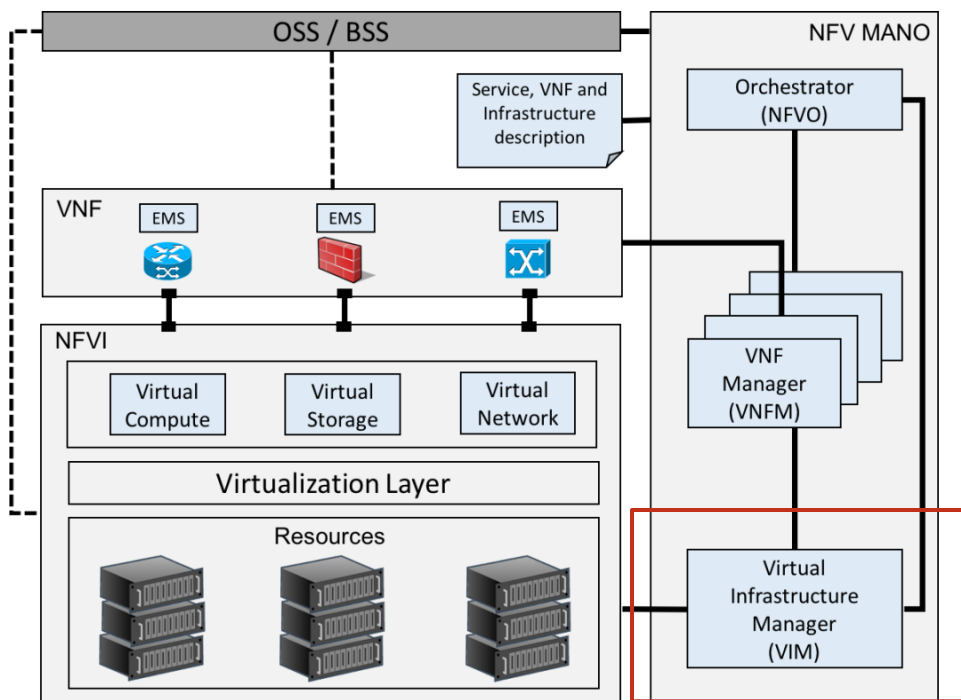 OSS / BSS
NFV MANO
Service, VNF and
Infrastructure
description
Orchestrator
(NFVO)
VNF
EMS
EMS
EMS
NFVI
Virtual
Compute
Virtual
Storage
Virtual
Network
VNF
Manager
(VNFM)
Virtualization Layer
Resources
Virtual
Infrastructure
Manager
(VIM)